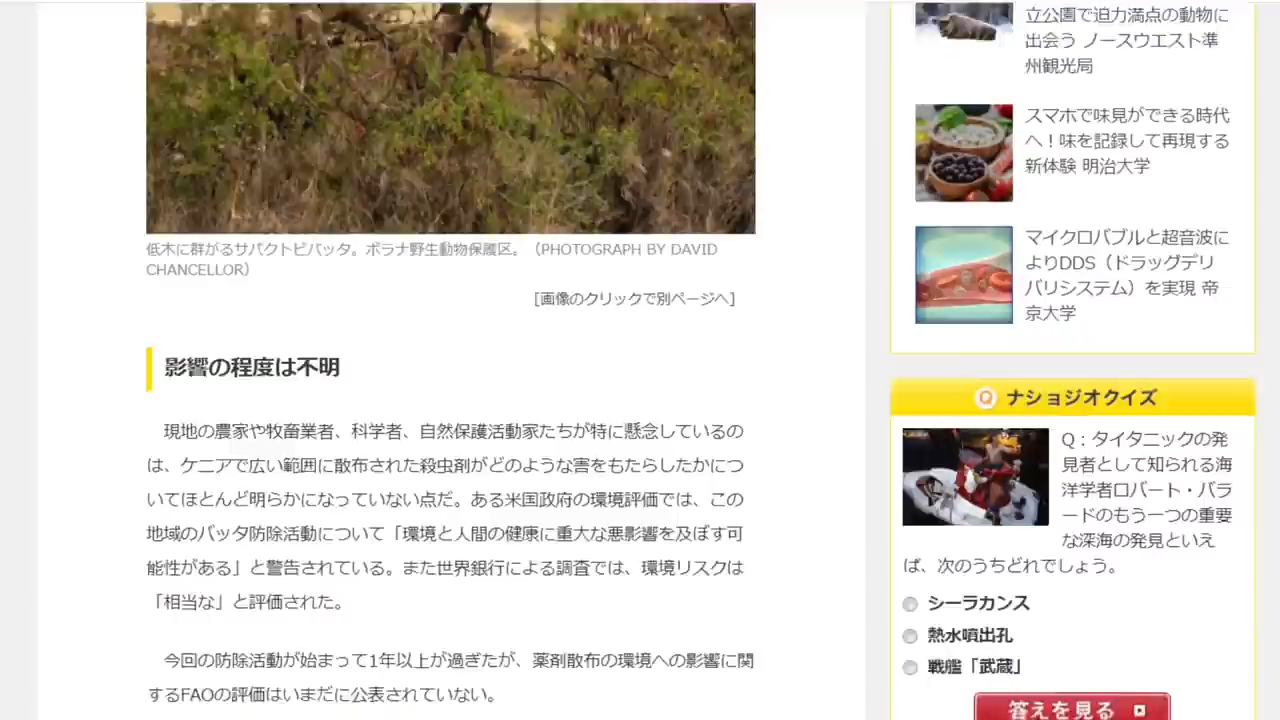 低木に群がるサバクトビバッタ。ボラナ野生動物保護区。（PHOTOGRAPH BY DAVID
CHANCELLOR）
[画像のクリックで別ページへ]
影響の程度は不明
現地の農家や牧畜業者、科学者、自然保護活動家たちが特に懸念しているの
は、ケニアで広い範囲に散布された殺虫剤がどのような害をもたらしたかにつ
いてほとんど明らかになっていない点だ。ある米国政府の環境評価では、この
地域のバッタ防除活動について「環境と人間の健康に重大な悪影響を及ぼす可
能性がある」と警告されている。また世界銀行による調査では、環境リスクは
「相当な」と評価された。
今回の防除活動が始まって1年以上が過ぎたが、薬剤散布の環境への影響に関
するFAOの評価はいまだに公表されていない。
立公園で迫力満点の動物に
出会う ノースウエスト準
州観光局
スマホで味見ができる時代
へ！味を記録して再現する
新体験 明治大学
マイクロバブルと超音波に
よりDDS（ドラッグデリ
バリシステム）を実現 帝
京大学
Q ナショジオクイズ
Q：タイタニックの発
見者として知られる海
洋学者ロバート・バラ
ードのもう一つの重要
な深海の発見といえ
ば、次のうちどれでしょう。
シーラカンス
熱水噴出孔
戦艦「武蔵」
答えを見る